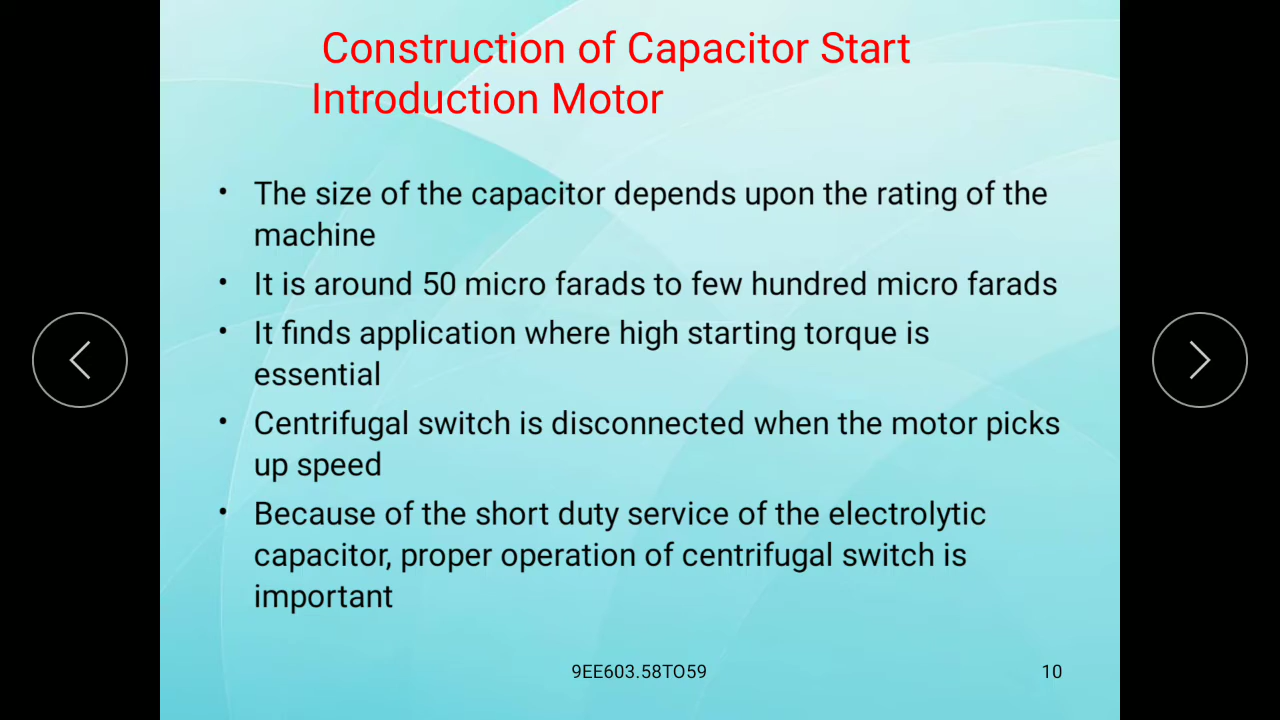 Construction of Capacitor Start
Introduction Motor
• The size of the capacitor depends upon the rating of the
machine
• It is around 50 micro farads to few hundred micro farads
• It finds application where high starting torque is
essential
• Centrifugal switch is disconnected when the motor picks
up speed
• Because of the short duty service of the electrolytic
capacitor, proper operation of centrifugal switch is
important
9EE603.58TO59
10